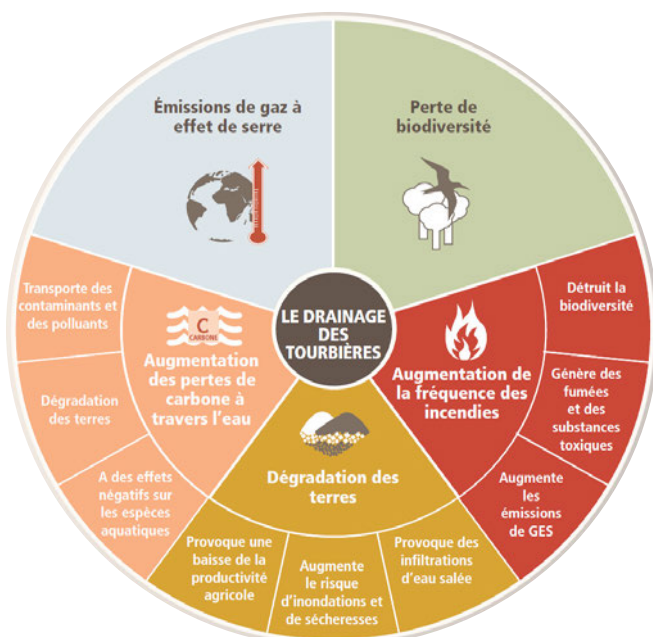 Émissions de gaz à
effet de serre
Perte de
biodiversité
LE DRAINAGE
DES
TOURBIÈRES
C
CARBONE
Augmentation
des pertes de
carbone à
travers l'eau
Transporte des
contaminants et
des polluants
Dégradation
des terres
A des effets
négatifs sur
les espèces
aquatiques
Dégradation des
terres
Provoque une
baisse de la
productivité
agricole
Augmente
le risque
d'inondations et
de sécheresses
Provoque des
infiltrations
d'eau salée
Augmentation de
la fréquence des
incendies
Détruit la
biodiversité
Génère des
fumées
et des
substances
toxiques
Augmente
les
émissions
de GES